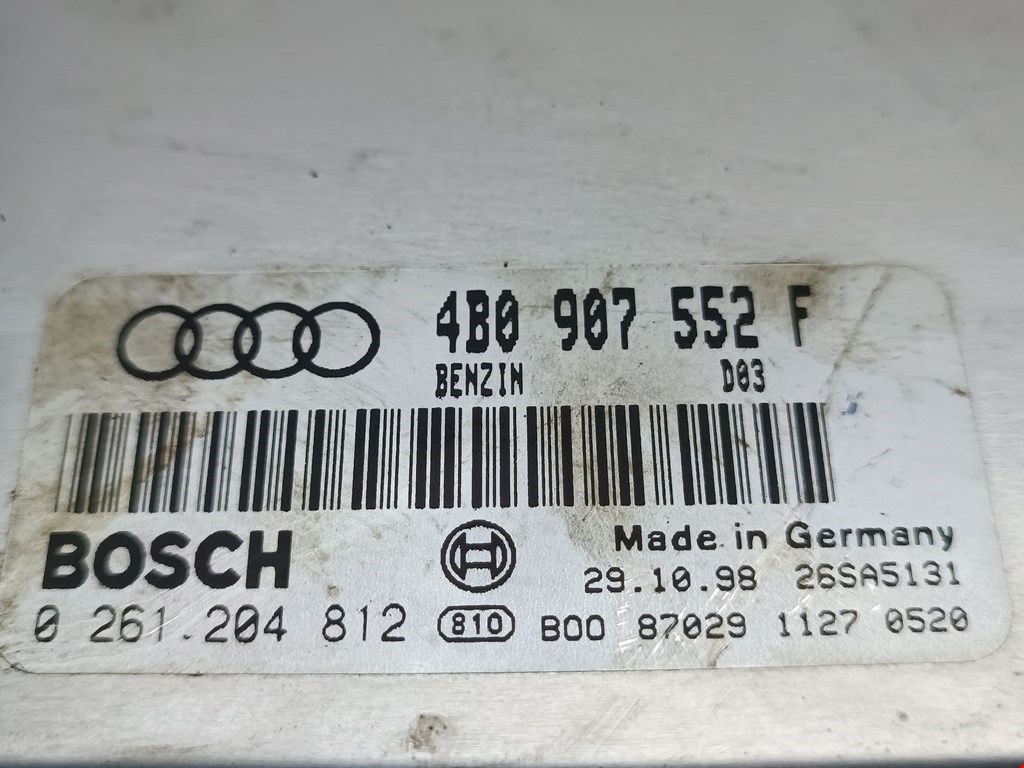 4B0 907 552 F
BENZIN D03
BOSCH
Made in Germany
29.10.98 26SA5131
0 261.204 812 810 B00 87029 1127 0520